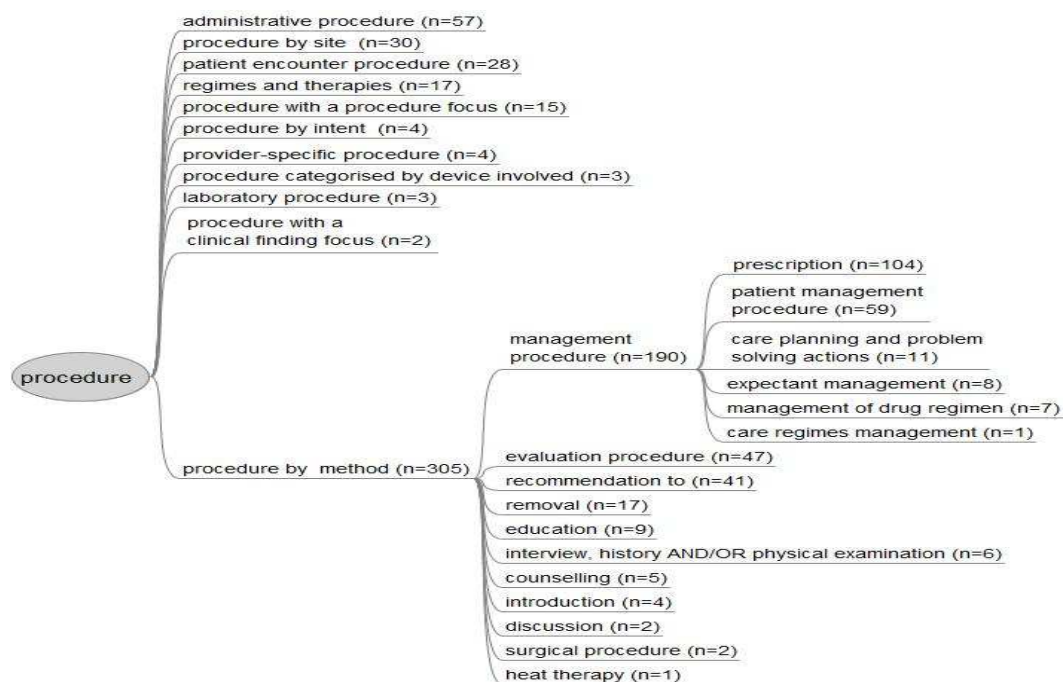 administrative procedure (n=57)
procedure by site (n=30)
patient encounter procedure (n=28)
regimes and therapies (n=17)
procedure with a procedure focus (n=15)
procedure by intent (n=4)
provider-specific procedure (n=4)
procedure categorised by device involved (n=3)
laboratory procedure (n=3)
procedure with a
clinical finding focus (n=2)
procedure
procedure by method (n=305)
management
procedure (n=190)
prescription (n=104)
patient management
procedure (n=59)
care planning and problem
solving actions (n=11)
expectant management (n=8)
management of drug regimen (n=7)
care regimes management (n=1)
evaluation procedure (n=47)
recommendation to (n=41)
removal (n=17)
education (n=9)
interview, history AND/OR physical examination (n=6)
counselling (n=5)
introduction (n=4)
discussion (n=2)
surgical procedure (n=2)
heat therapy (n=1)